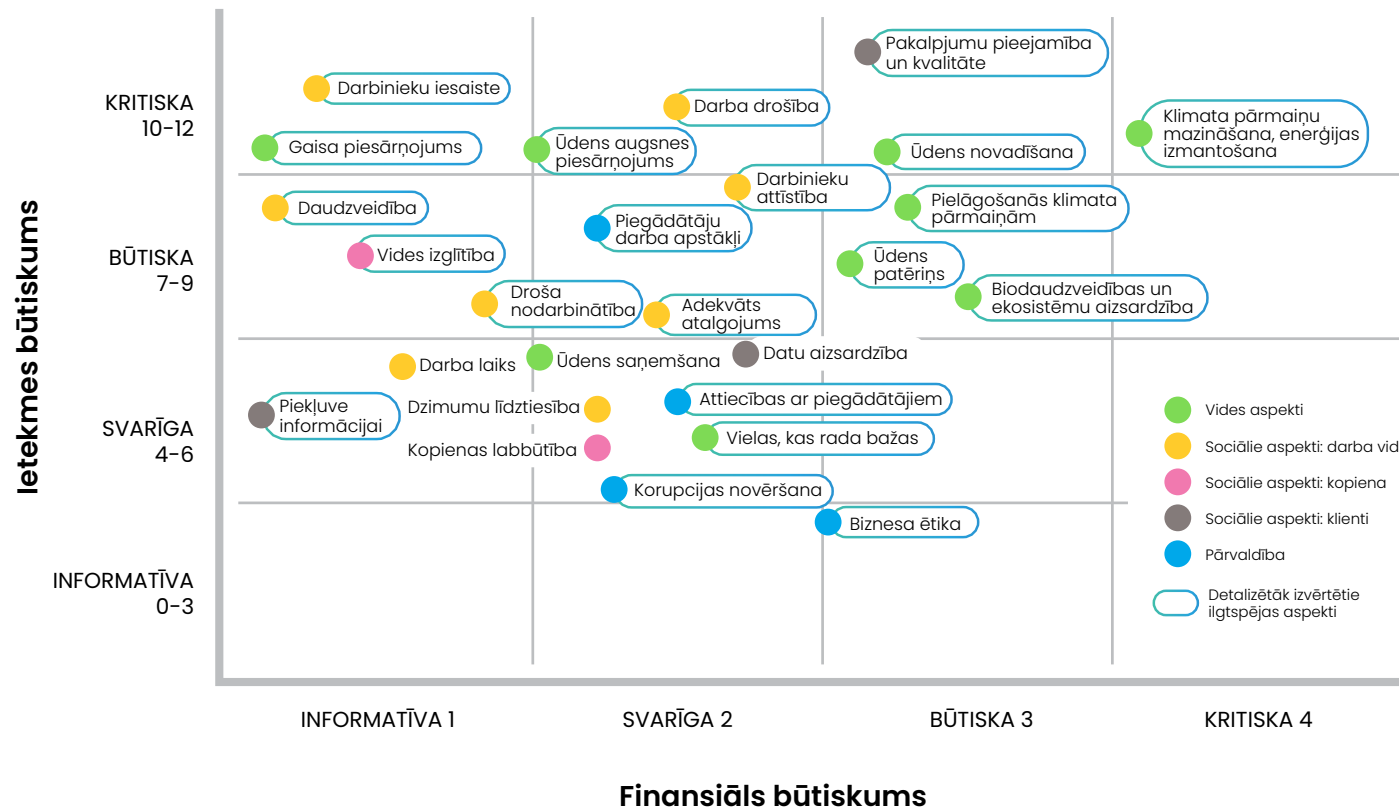 Pakalpjumu pieejamība
un kvalitāte
KRITISKA
10-12
Darbinieku iesaiste
Darba drošība
Klimata pārmaiņu
mazināšana, enerģijas
izmantošana
Gaisa piesārņojums
Ūdens augsnes
piesārņojums
Ūdens novadīšana
Darbinieku
attīstība
Daudzveidība
Pielāgošanās klimata
pārmaiņām
Piegādātāju
darba apstākļi
BŪTISKA
7-9
Vides izglītība
Ūdens
patēriņs
Droša
nodarbinātība
Adekvāts
atalgojums
Biodaudzveidības un
ekosistēmu aizsardzība
Darba laiks
Ūdens saņemšana
Datu aizsardzība
SVARĪGA
4-6
Piekļuve
informācijai
Dzimumu līdztiesība
Attiecības ar piegādātājiem
Kopienas labbūtība
Vielas, kas rada bažas
Korupcijas novēršana
Biznesa ētika
INFORMATĪVA
0-3
Vides aspekti
Sociālie aspekti: darba vid
Sociālie aspekti: kopiena
Sociālie aspekti: klienti
Pārvaldība
Detalizētāk izvērtētie
ilgtspējas aspekti
Ietekmes būtiskums
INFORMATĪVA 1
SVARĪGA 2
BŪTISKA 3
KRITISKA 4
Finansiāls būtiskums